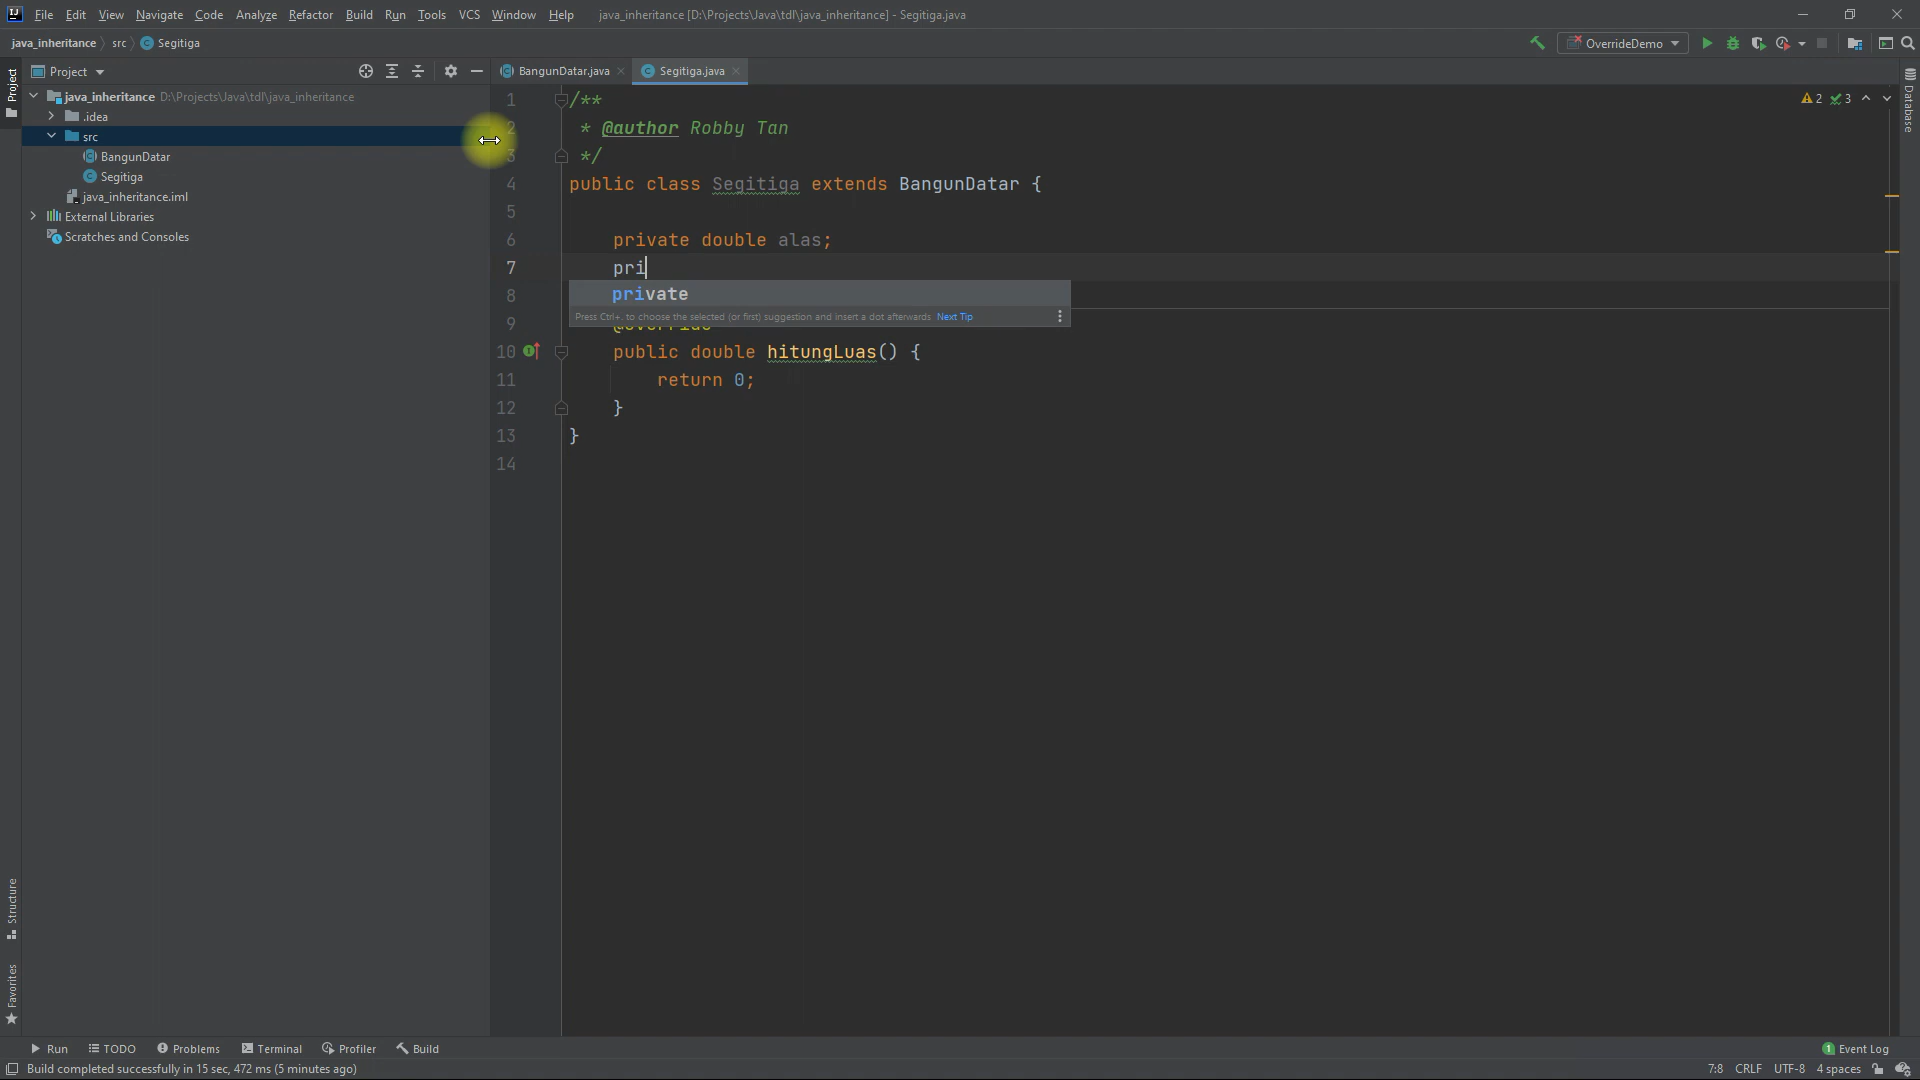 File Edit View Navigate Code Analyze Refactor Build Run Tools VCS Window Help java_inheritance [D:\Projects\Java\tdl\java_inheritance] - Segitiga.java
java_inheritance src Segitiga OverrideDemo
Project BangunDatar.java Segitiga.java
Project
java_inheritance D:\Projects\Java\tdl\java_inheritance
.idea
src
BangunDatar
Segitiga
java_inheritance.iml
External Libraries
Scratches and Consoles
1 /**
2 * @author Robby Tan
3 */
4 public class Segitiga extends BangunDatar {
5
6 private double alas;
7 pri
8 private
Press Ctrl+. to choose the selected (or first) suggestion and insert a dot afterwards Next Tip
9 @Override
10 public double hitungLuas() {
11 return 0;
12 }
13 }
14
2 3
Database
Structure
Favorites
Run TODO Problems Terminal Profiler Build 1 Event Log
Build completed successfully in 15 sec, 472 ms (5 minutes ago) 7:8 CRLF UTF-8 4 spaces